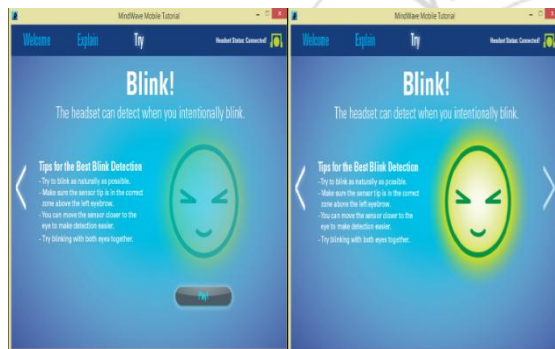 MindWave Mobile Tutorial
Welcome Explain Try Headset Status: Connected!
Blink!
The headset can detect when you intentionally blink.
Tips for the Best Blink Detection
- Try to blink as naturally as possible.
- Make sure the sensor tip is in the correct
zone above the left eyebrow.
- You can move the sensor closer to the
eye to make detection easier.
- Try blinking with both eyes together.
Play!
MindWave Mobile Tutorial
Welcome Explain Try Headset Status: Connected!
Blink!
The headset can detect when you intentionally blink.
Tips for the Best Blink Detection
- Try to blink as naturally as possible.
- Make sure the sensor tip is in the correct
zone above the left eyebrow.
- You can move the sensor closer to the
eye to make detection easier.
- Try blinking with both eyes together.